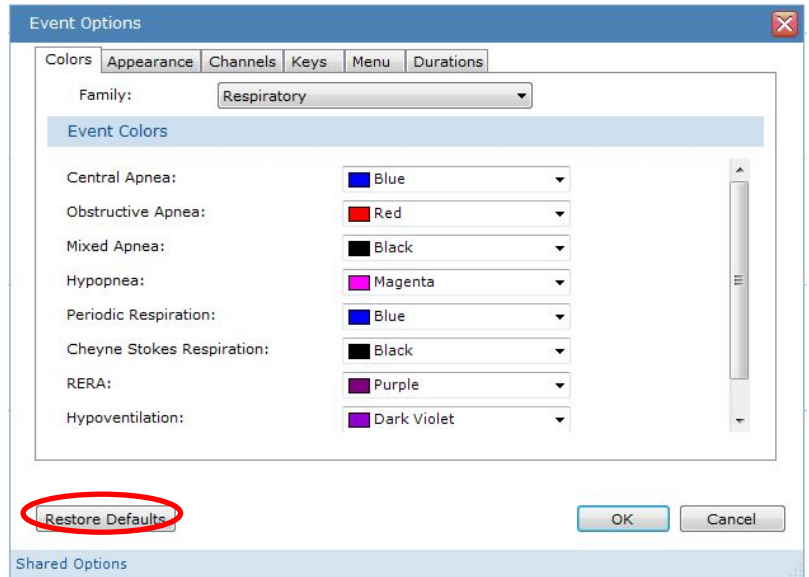 Event Options
Colors Appearance Channels Keys Menu Durations
Family: Respiratory
Event Colors
Central Apnea: Blue
Obstructive Apnea: Red
Mixed Apnea: Black
Hypopnea: Magenta
Periodic Respiration: Blue
Cheyne Stokes Respiration: Black
RERA: Purple
Hypoventilation: Dark Violet
Restore Defaults OK Cancel
Shared Options